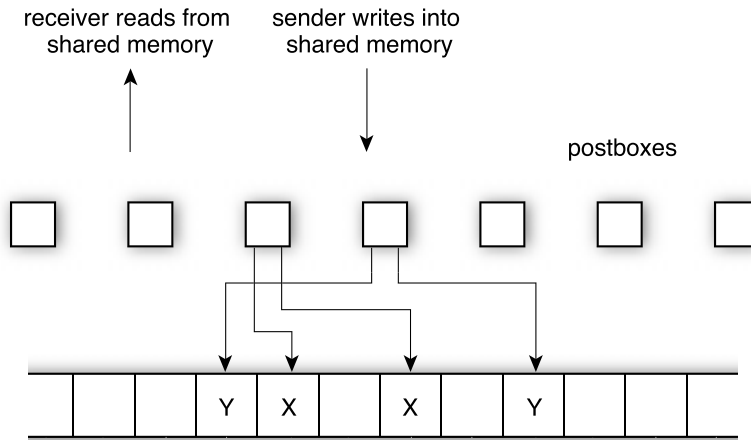 receiver reads from
shared memory
sender writes into
shared memory
postboxes
Y
X
X
Y